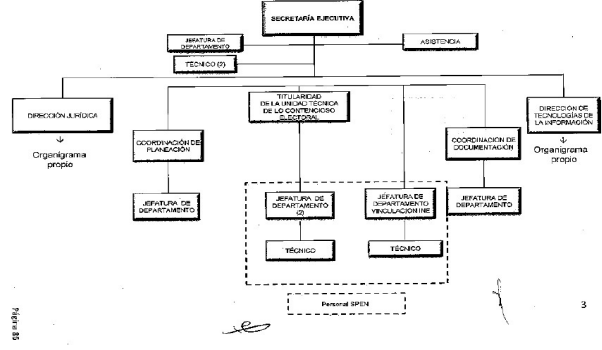 SECRETARÍA EJECUTIVA
JEFATURA DE
DEPARTAMENTO
ASISTENCIA
TÉCNICO (2)
DIRECCIÓN JURÍDICA
Organigrama
propio
COORDINACIÓN DE
PLANEACIÓN
JEFATURA DE
DEPARTAMENTO
TITULARIDAD
DE LA UNIDAD TÉCNICA
DE LO CONTENCIOSO
ELECTORAL
JEFATURA DE
DEPARTAMENTO
(2)
TÉCNICO
JEFATURA DE
DEPARTAMENTO
VINCULACION INE
TÉCNICO
COORDINACIÓN DE
DOCUMENTACIÓN
JEFATURA DE
DEPARTAMENTO
DIRECCIÓN DE
TECNOLOGÍAS DE
LA INFORMACIÓN
Organigrama
propio
Personal SPEN
3
Página 85